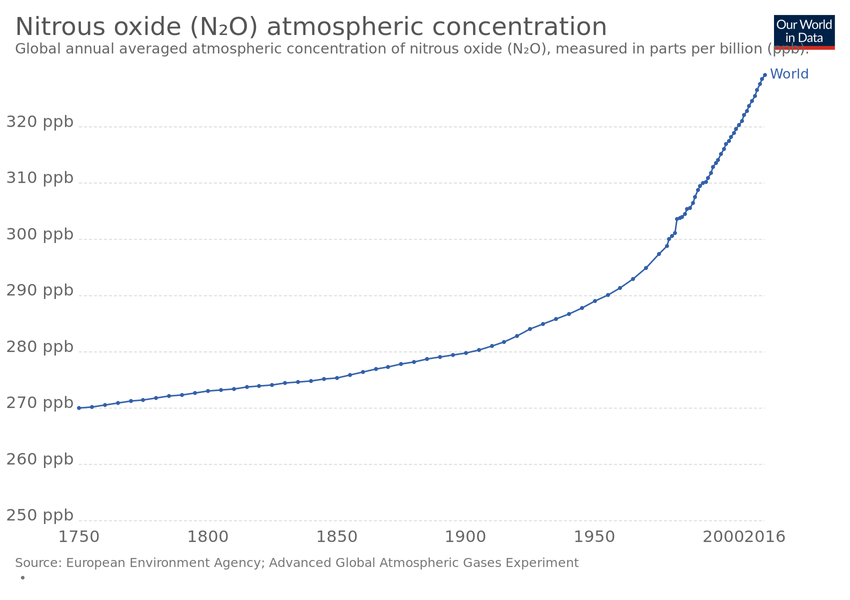 Nitrous oxide (N₂O) atmospheric concentration
Our World
in Data
Global annual averaged atmospheric concentration of nitrous oxide (N₂O), measured in parts per billion (ppb).
World
320 ppb
310 ppb
300 ppb
290 ppb
280 ppb
270 ppb
260 ppb
250 ppb
1750 1800 1850 1900 1950 2000 2016
Source: European Environment Agency; Advanced Global Atmospheric Gases Experiment
•